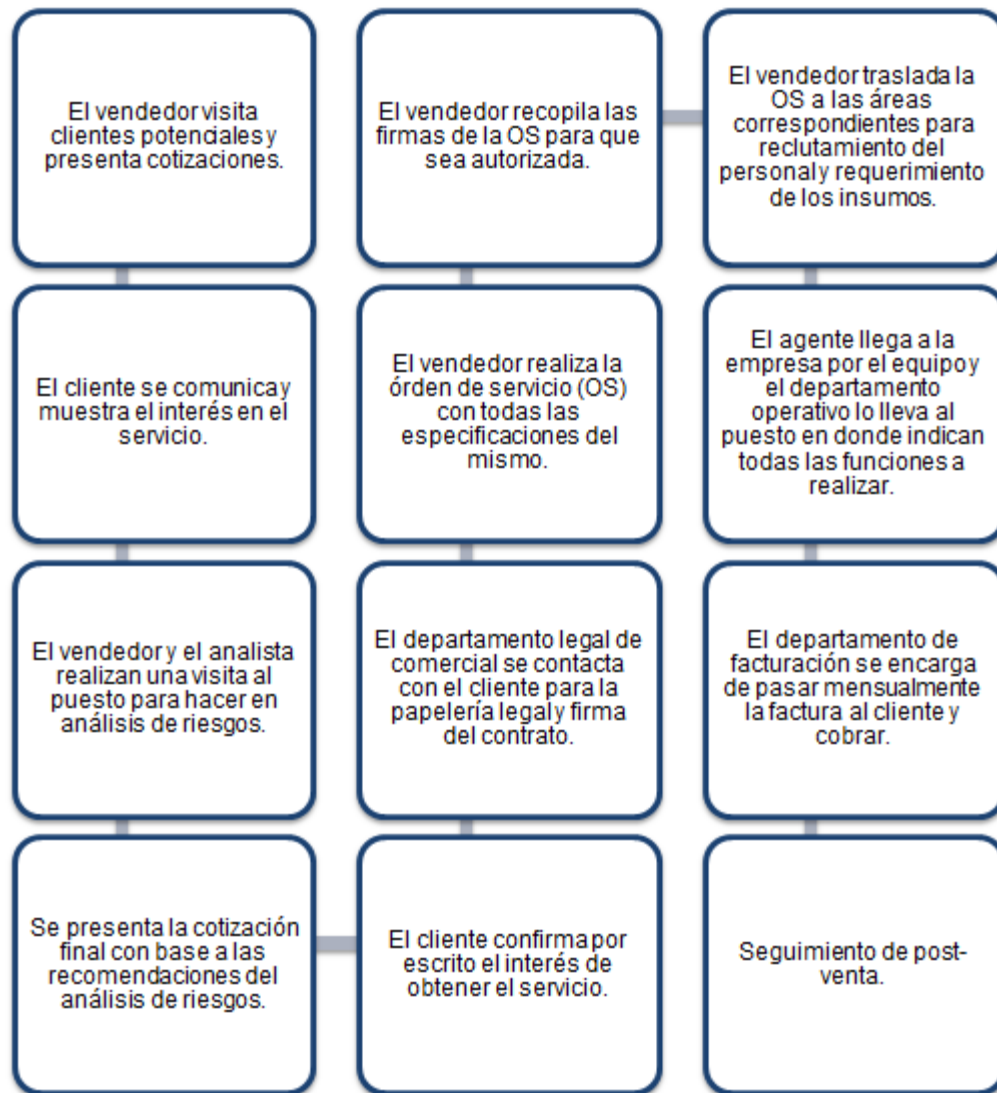 El vendedor visita
clientes potenciales y
presenta cotizaciones.
El cliente se comunica y
muestra el interés en el
servicio.
El vendedor y el analista
realizan una visita al
puesto para hacer en
análisis de riesgos.
Se presenta la cotización
final con base a las
recomendaciones del
análisis de riesgos.
El cliente confirma por
escrito el interés de
obtener el servicio.
El departamento legal de
comercial se contacta
con el cliente para la
papelería legal y firma
del contrato.
El vendedor realiza la
órden de servicio (OS)
con todas las
especificaciones del
mismo.
El vendedor recopila las
firmas de la OS para que
sea autorizada.
El vendedor traslada la
OS a las áreas
correspondientes para
reclutamiento del
personal y requerimiento
de los insumos.
El agente llega a la
empresa por el equipo y
el departamento
operativo lo lleva al
puesto en donde indican
todas las funciones a
realizar.
El departamento de
facturación se encarga
de pasar mensualmente
la factura al cliente y
cobrar.
Seguimiento de post-
venta.